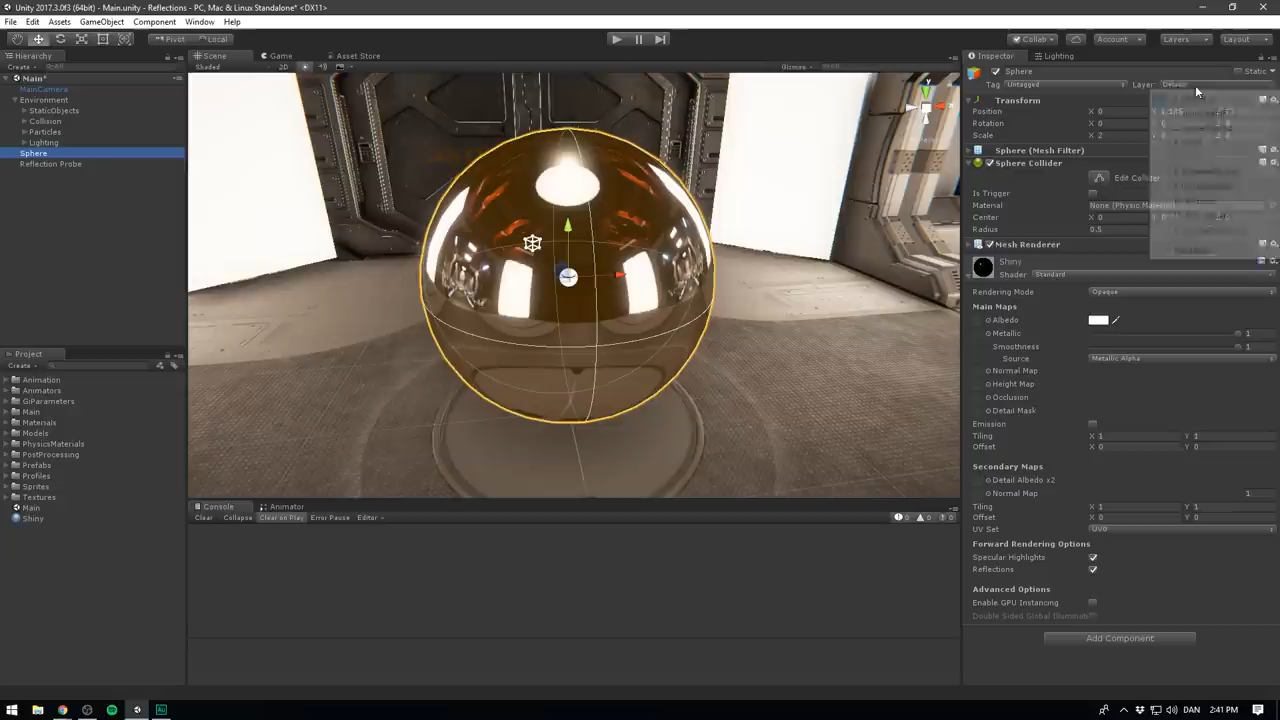 Unity 2017.3.0f3 (64bit) - Main.unity - Reflections - PC, Mac & Linux Standalone* <DX11>
File Edit Assets GameObject Component Window Help
Pivot Local Collab Account Layers Layout
Hierarchy Scene Game Asset Store Inspector Lighting
Create All Shaded 2D Gizmos All
Main*
Sphere Static
MainCamera Tag Untagged Layer Default
Environment Transform
StaticObjects Position X 0 Y 1.185
Collision Rotation X 0
Particles Scale X 2
Lighting
Sphere Sphere (Mesh Filter)
Reflection Probe Sphere Collider
Edit Collider
Is Trigger
Material None (Physic Material)
Center X 0
Radius 0.5
Mesh Renderer
Shiny
Shader Standard
Rendering Mode Opaque
Main Maps
Albedo
Metallic 1
Smoothness 1
Source Metallic Alpha
Normal Map
Height Map
Occlusion
Detail Mask
Emission
Tiling X 1 Y 1
Offset X 0 Y 0
Secondary Maps
Detail Albedo x2
Normal Map 1
Tiling X 1 Y 1
Offset X 0 Y 0
UV Set UV0
Forward Rendering Options
Specular Highlights
Reflections
Advanced Options
Enable GPU Instancing
Double Sided Global Illuminati
Add Component
Project
Create
Animation
Animators
GiParameters
Main
Materials
Models
PhysicsMaterials
PostProcessing
Prefabs
Profiles
Sprites
Textures
Main
Shiny
Console Animator
Clear Collapse Clear on Play Error Pause Editor 0 0 0
DAN 2:41 PM